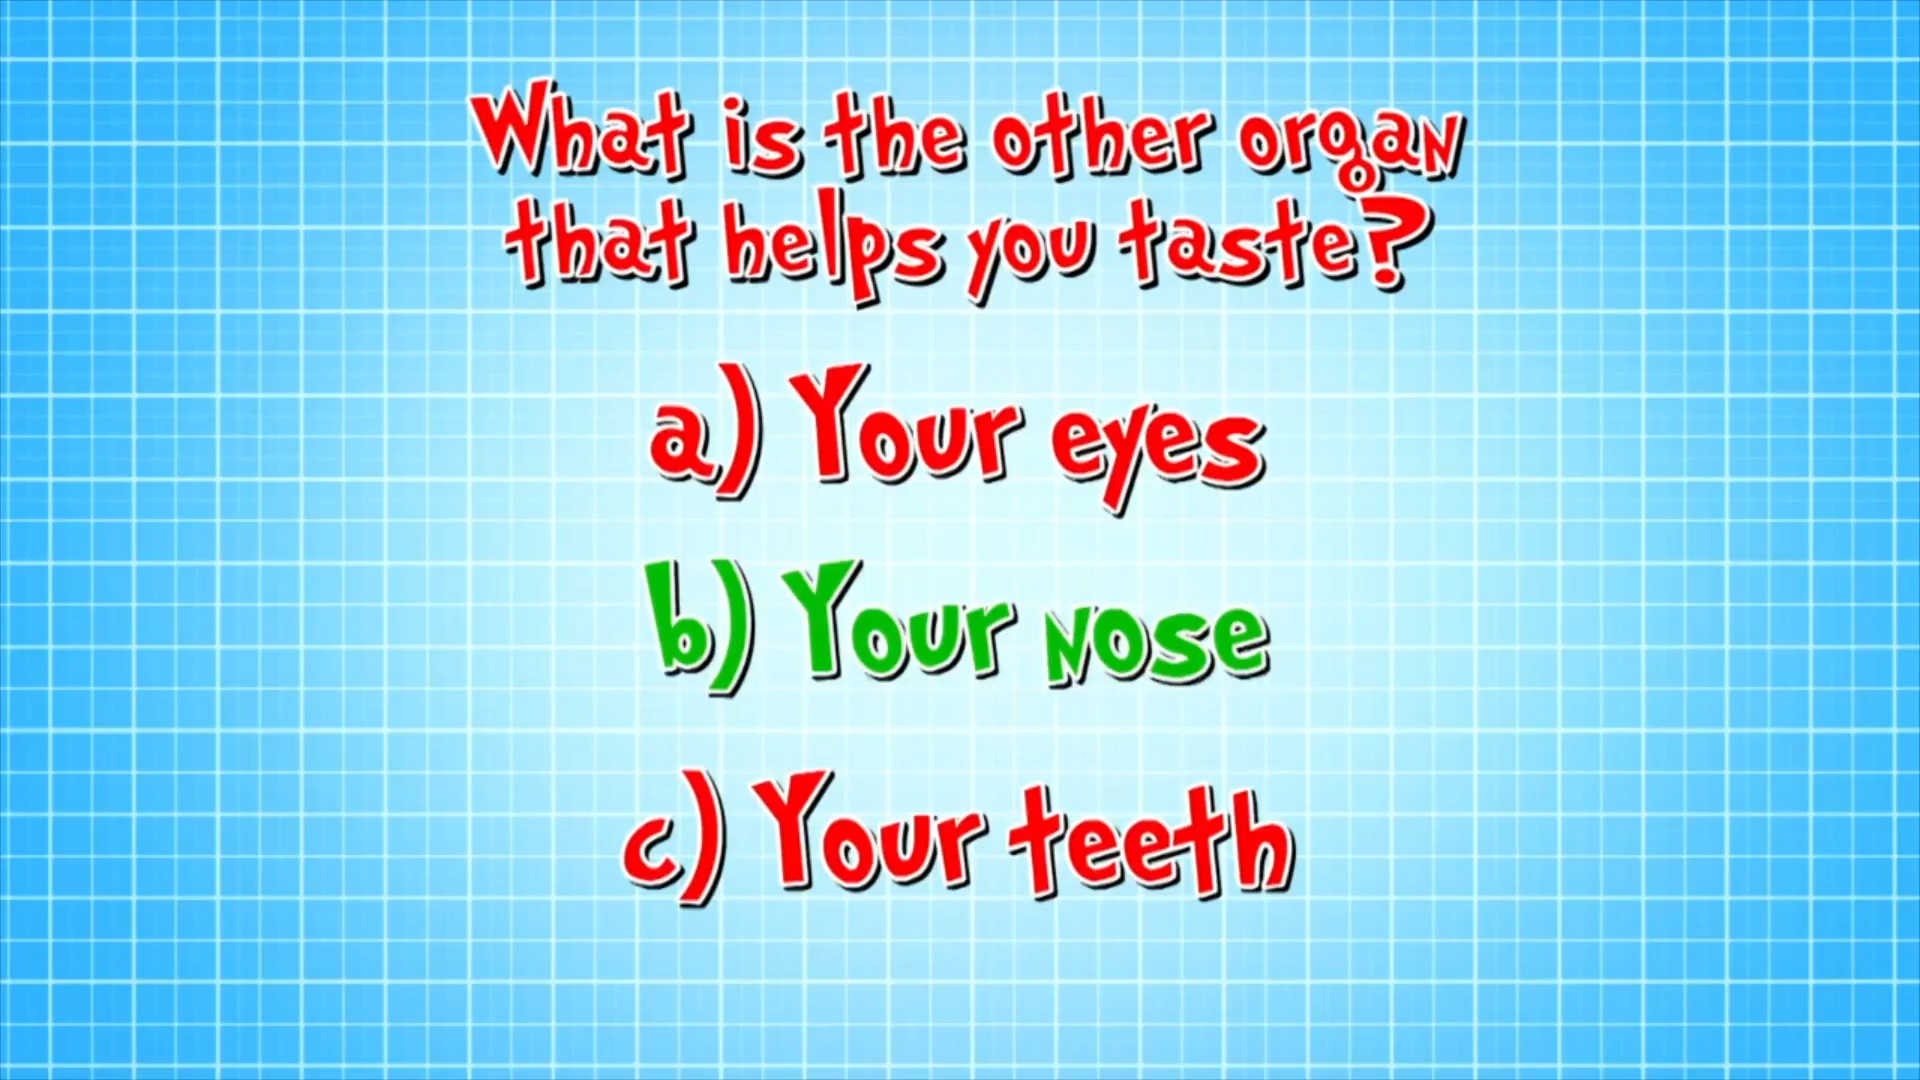 What is the other organ
that helps you taste?
a) Your eyes
b) Your nose
c) Your teeth